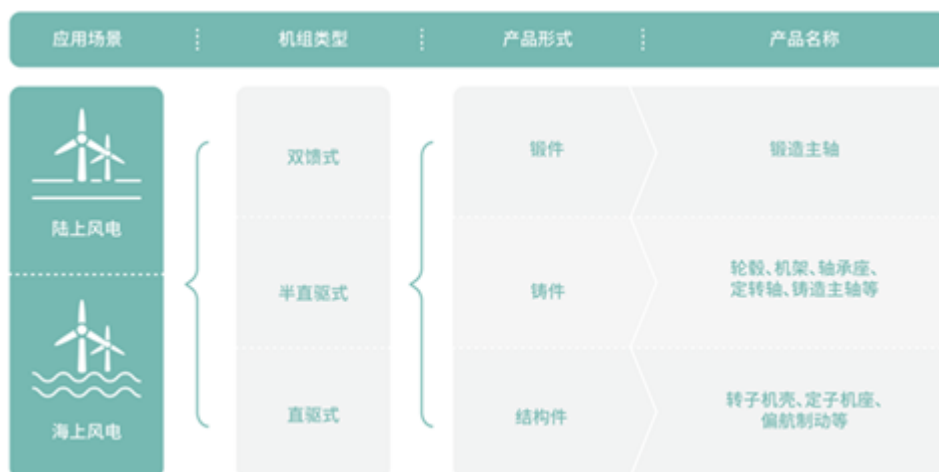 应用场景
机组类型
产品形式
产品名称
陆上风电
海上风电
双馈式
半直驱式
直驱式
锻件
锻造主轴
铸件
轮毂、机架、轴承座、
定转轴、铸造主轴等
结构件
转子机壳、定子机座、
偏航制动等